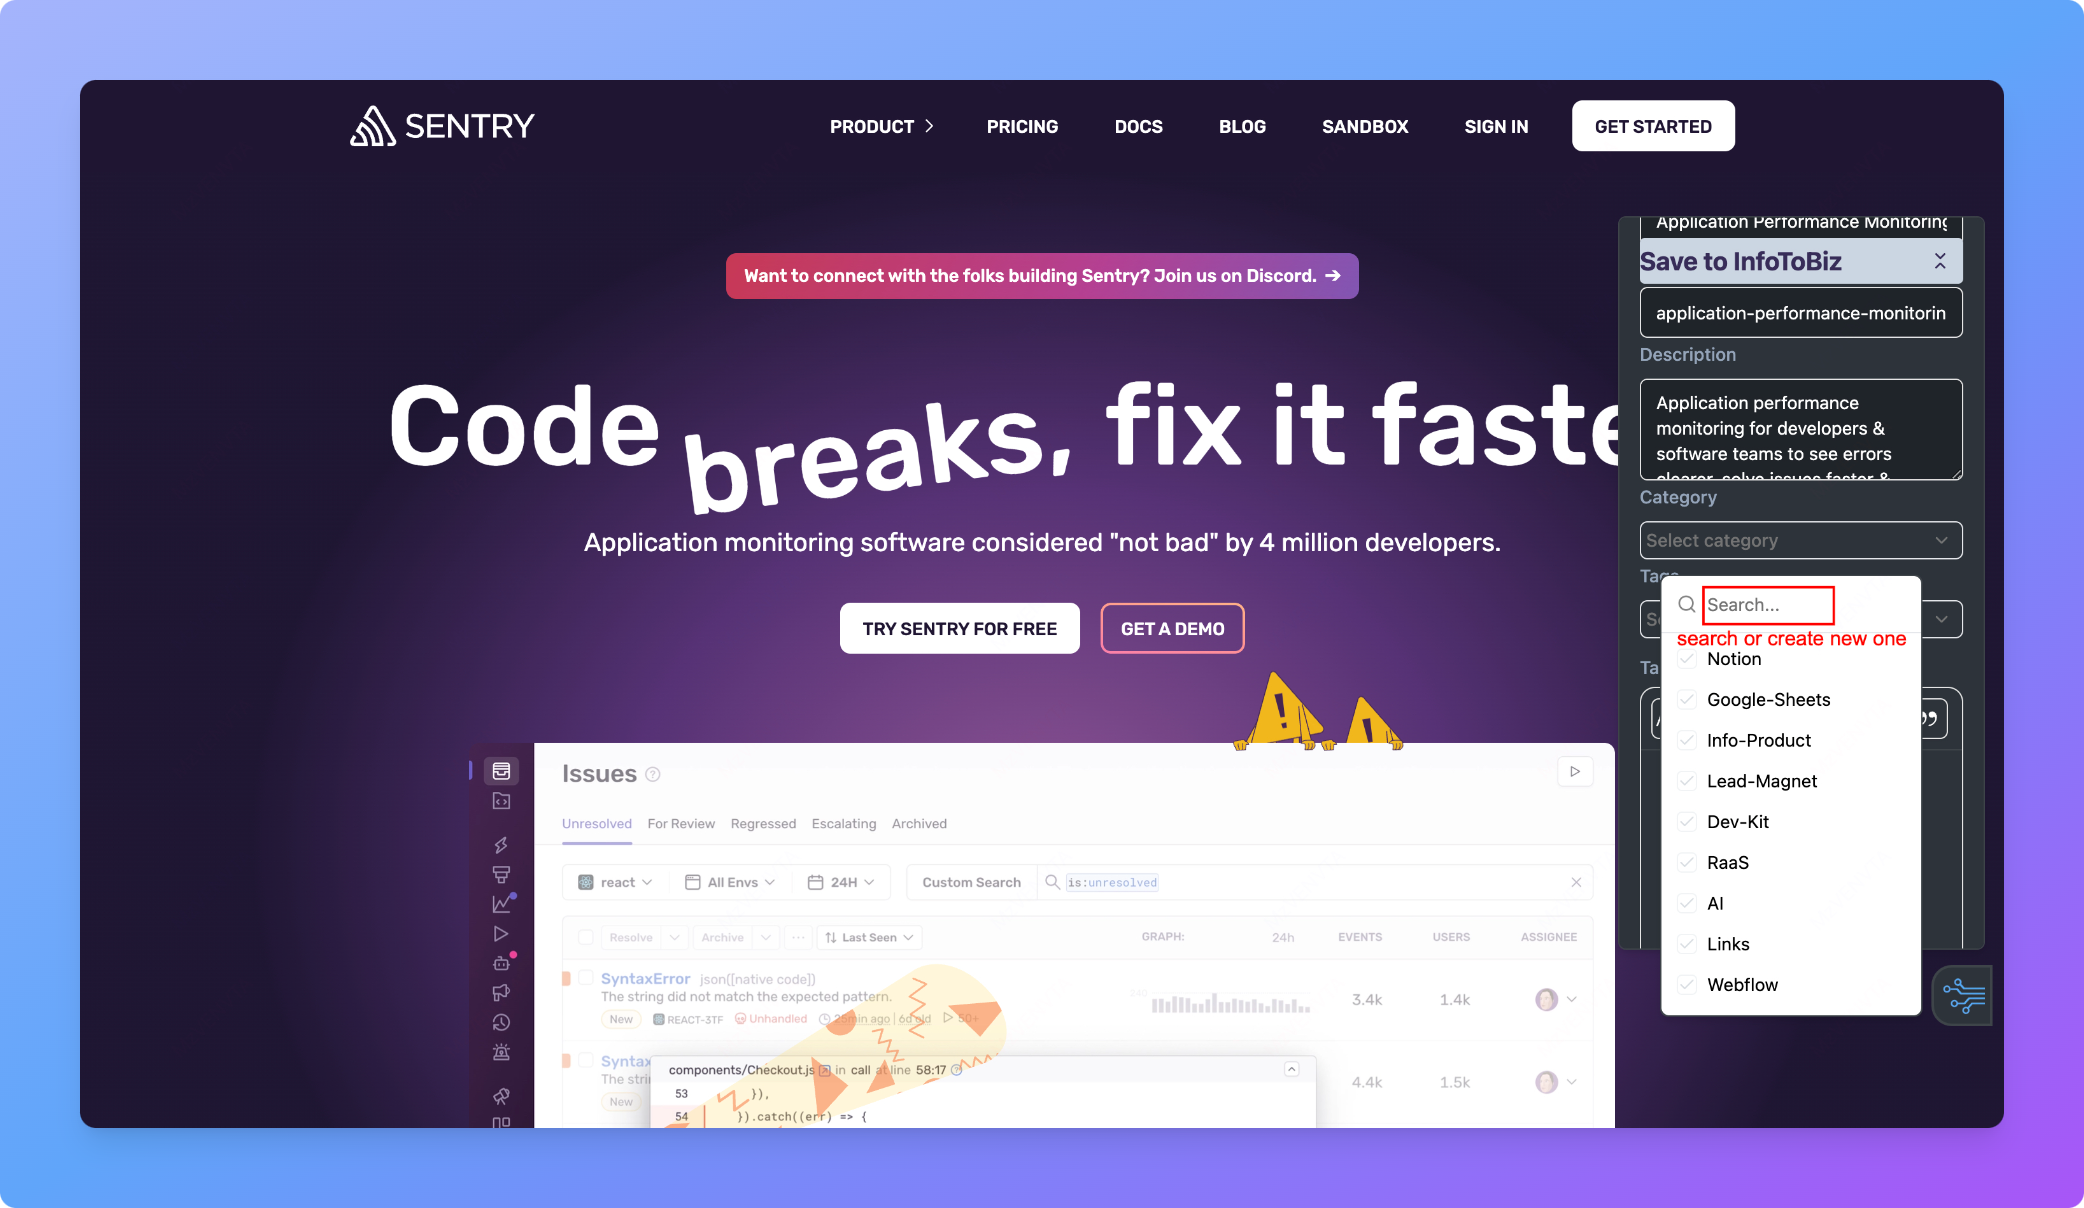 SENTRY
PRODUCT
PRICING
DOCS
BLOG
SANDBOX
SIGN IN
GET STARTED
Want to connect with the folks building Sentry? Join us on Discord. →
Code breaks, fix it faste
Application monitoring software considered "not bad" by 4 million developers.
TRY SENTRY FOR FREE
GET A DEMO
Issues
Unresolved
For Review
Regressed
Escalating
Archived
react
All Envs
24H
Custom Search
is:unresolved
Resolve
Archive
Last Seen
GRAPH:
24h
EVENTS
USERS
ASSIGNEE
SyntaxError json([native code])
The string did not match the expected pattern.
New
REACT-3TF
Unhandled
25min ago | 6d old
50+
3.4k
1.4k
Syntax
The stri
New
4.4k
1.5k
components/Checkout.js in call at line 58:17
53 }),
54 }).catch((err) => {
Application Performance Monitoring
Save to InfoToBiz
application-performance-monitorin
Description
Application performance
monitoring for developers &
software teams to see errors
clearer, solve issues faster &
Category
Select category
Tags
Search...
search or create new one
Notion
Google-Sheets
Info-Product
Lead-Magnet
Dev-Kit
RaaS
AI
Links
Webflow